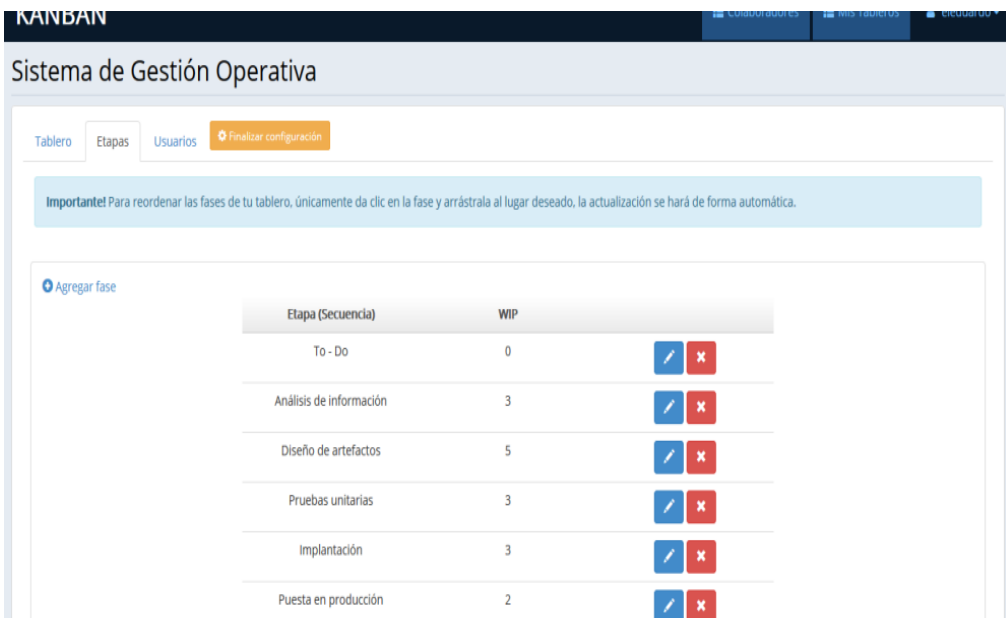 KANBAN
Colaboradores
Mis Tableros
eleduardo
Sistema de Gestión Operativa
Tablero
Etapas
Usuarios
Finalizar configuración
Importante! Para reordenar las fases de tu tablero, únicamente da clic en la fase y arrástrala al lugar deseado, la actualización se hará de forma automática.
Agregar fase
Etapa (Secuencia) WIP
To - Do 0
Análisis de información 3
Diseño de artefactos 5
Pruebas unitarias 3
Implantación 3
Puesta en producción 2